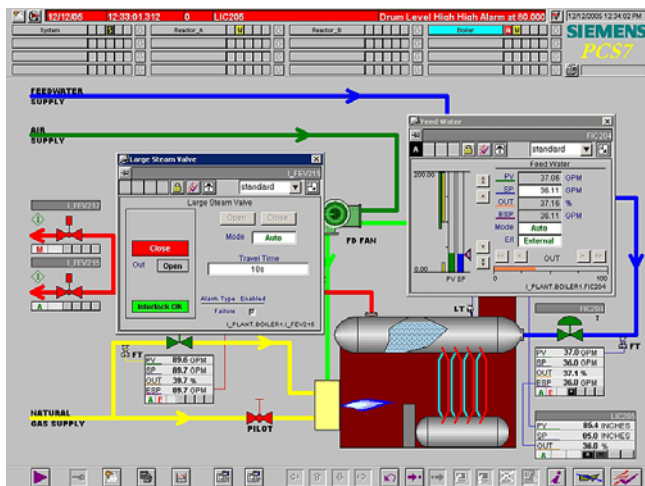 12/12/05 12:33:01.312 0 LIC205 Drum Level High High Alarm at 80.000
12/12/2005 12:34:02 PM
System S Reactor_A W Reactor_B Boiler A W
SIEMENS
PCS7
FEEDWATER
SUPPLY
AIR
SUPPLY
Large Steam Valve
I_FEV215
standard
Large Steam Valve
Open Close
Mode Auto
Close
Out Open
Travel Time
10s
Interlock OK
Alarm Type Enabled
Failure
I_PLANT.BOILER1.I_FEV215
I_FEV217
M
I_FEV215
A
FD FAN
Feed Water
FIC204
A standard
Feed Water
200.00
PV 37.06 GPM
SP 36.11 GPM
OUT 37.16 %
ESP 36.11 GPM
Mode Auto
E/I External
OUT
0.00
PV SP
0 100
I_PLANT.BOILER1.FIC204
LT
FIC204
T
FT
PV 37.0 GPM
SP 36.0 GPM
OUT 37.1 %
ESP 36.0 GPM
A E
FT
PV 89.6 GPM
SP 89.7 GPM
OUT 39.7 %
ESP 89.7 GPM
A E
NATURAL
GAS SUPPLY
PILOT
LIC205
PV 85.4 INCHES
SP 85.0 INCHES
OUT 36.0 %
A